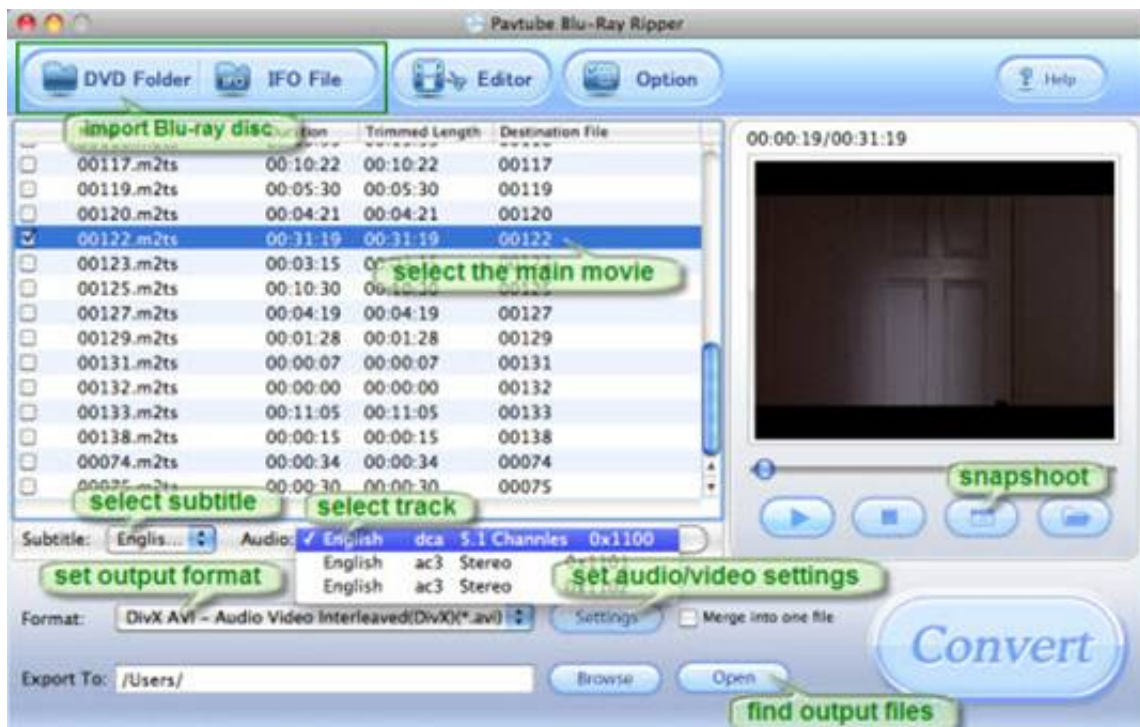 Pavtube Blu-Ray Ripper
DVD Folder IFO File Editor Option Help
import Blu-ray disc
Trimmed Length Destination File
00:00:19/00:31:19
00117.m2ts 00:10:22 00:10:22 00117
00119.m2ts 00:05:30 00:05:30 00119
00120.m2ts 00:04:21 00:04:21 00120
00122.m2ts 00:31:19 00:31:19 00122
00123.m2ts 00:03:15
select the main movie
00125.m2ts 00:10:30
00127.m2ts 00:04:19 00:04:19 00127
00129.m2ts 00:01:28 00:01:28 00129
00131.m2ts 00:00:07 00:00:07 00131
00132.m2ts 00:00:00 00:00:00 00132
00133.m2ts 00:11:05 00:11:05 00133
00138.m2ts 00:00:15 00:00:15 00138
00074.m2ts 00:00:34 00:00:34 00074
00:00:30 00:00:30 00075
select subtitle
select track
snapshoot
Subtitle: Englis... Audio: ✓ English dca 5.1 Channles 0x1100
English ac3 Stereo
English ac3 Stereo
set output format
set audio/video settings
Format: DivX AVI - Audio Video Interleaved(DivX)(*.avi) Settings Merge into one file
Convert
Export To: /Users/ Browse Open
find output files